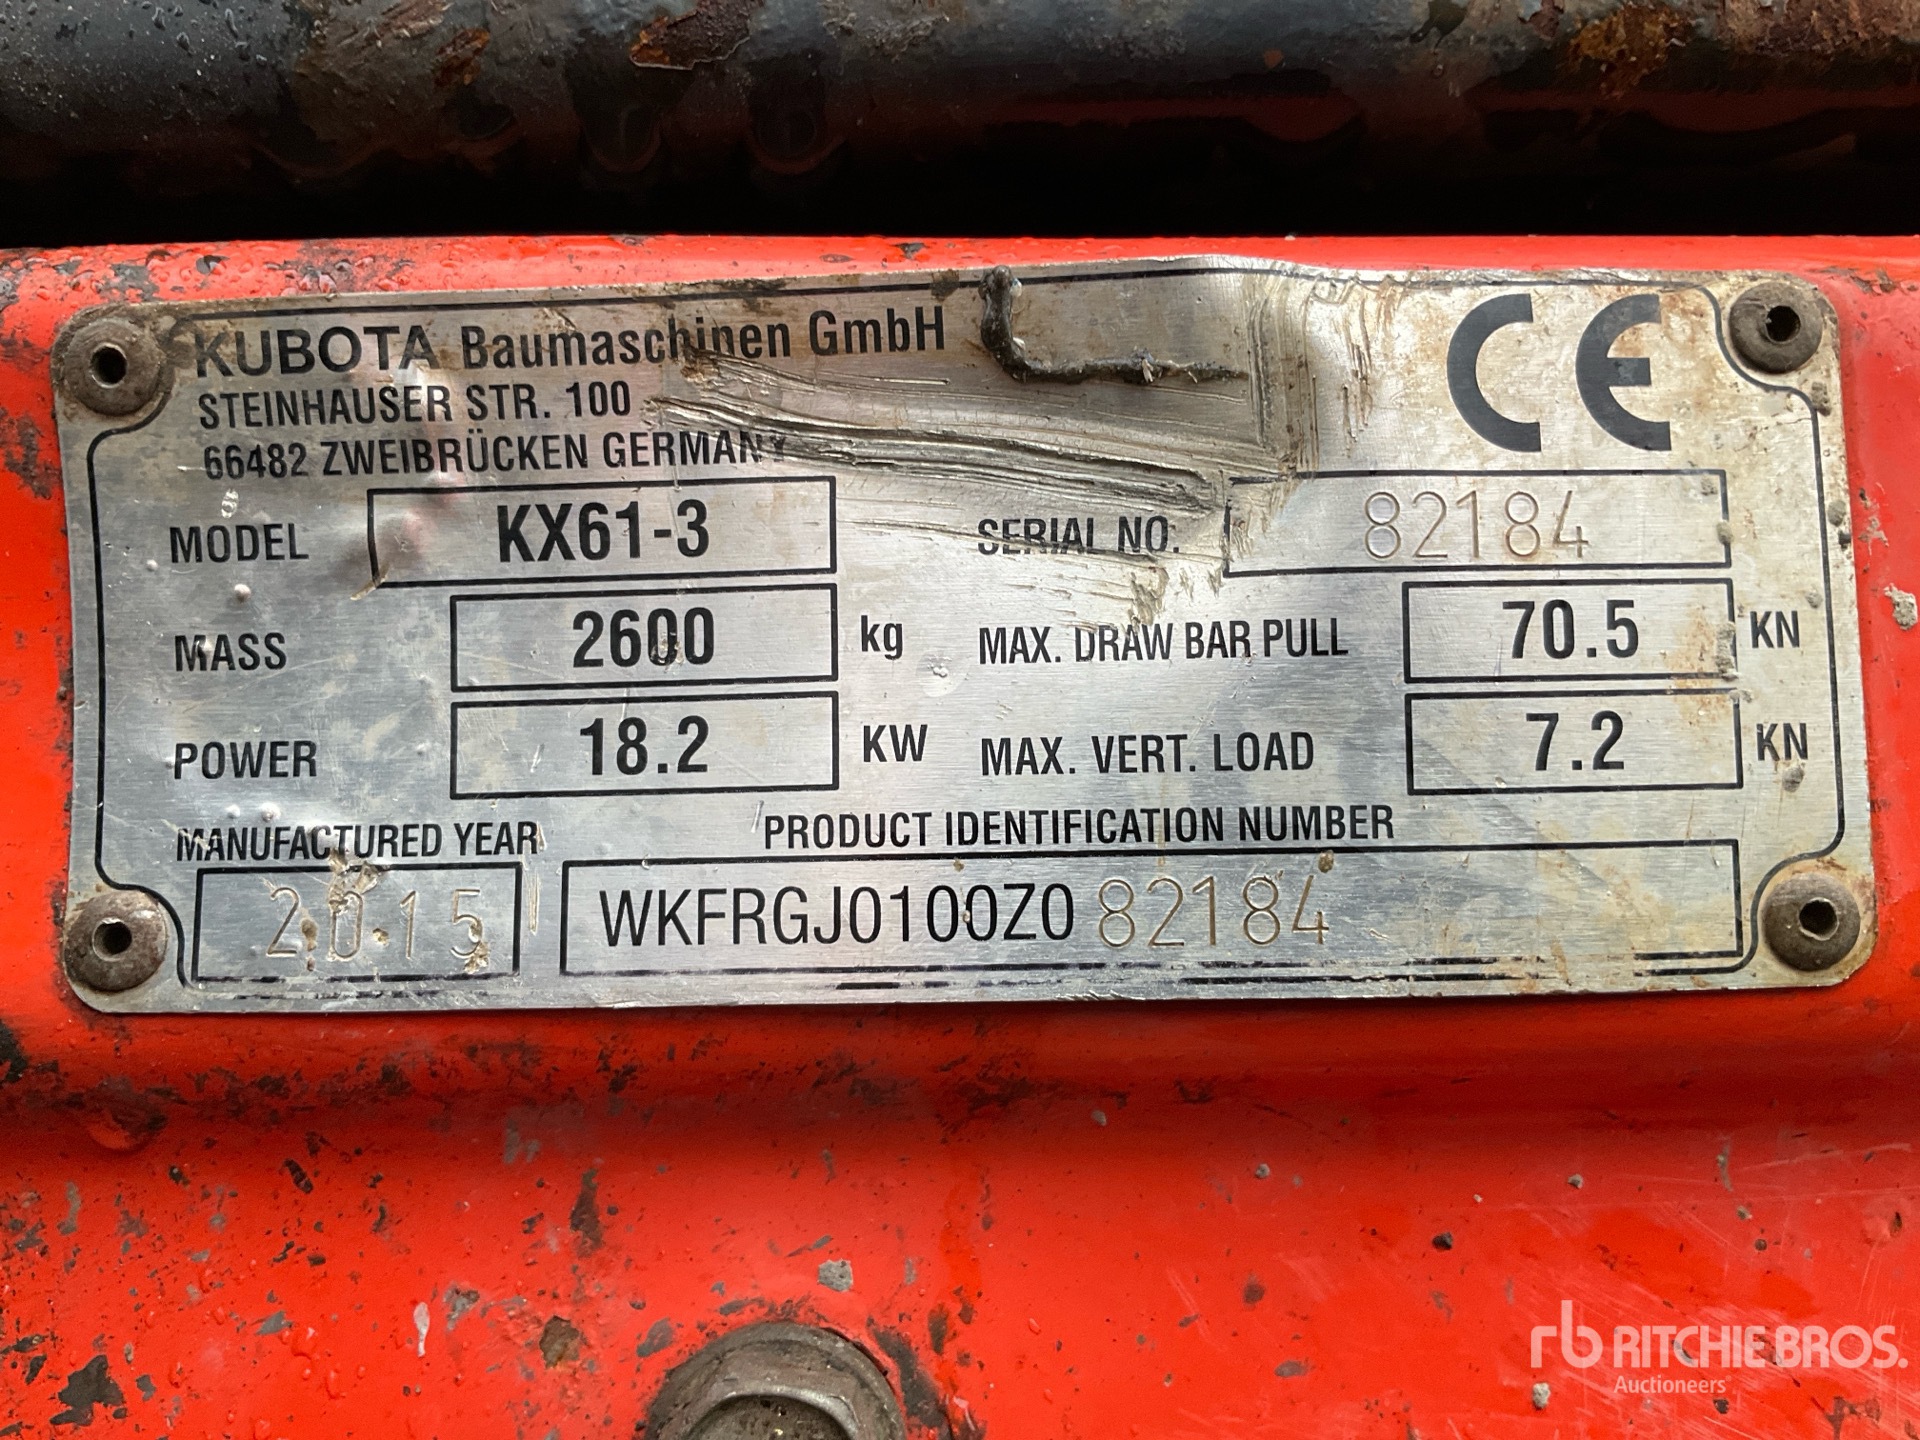 KUBOTA Baumaschinen GmbH
STEINHAUSER STR. 100
66482 ZWEIBRÜCKEN GERMANY
CE
MODEL KX61-3 SERIAL NO. 82184
MASS 2600 kg MAX. DRAW BAR PULL 70.5 KN
POWER 18.2 KW MAX. VERT. LOAD 7.2 KN
MANUFACTURED YEAR PRODUCT IDENTIFICATION NUMBER
2015 WKFRGJ0100Z082184
rb RITCHIE BROS.
Auctioneers